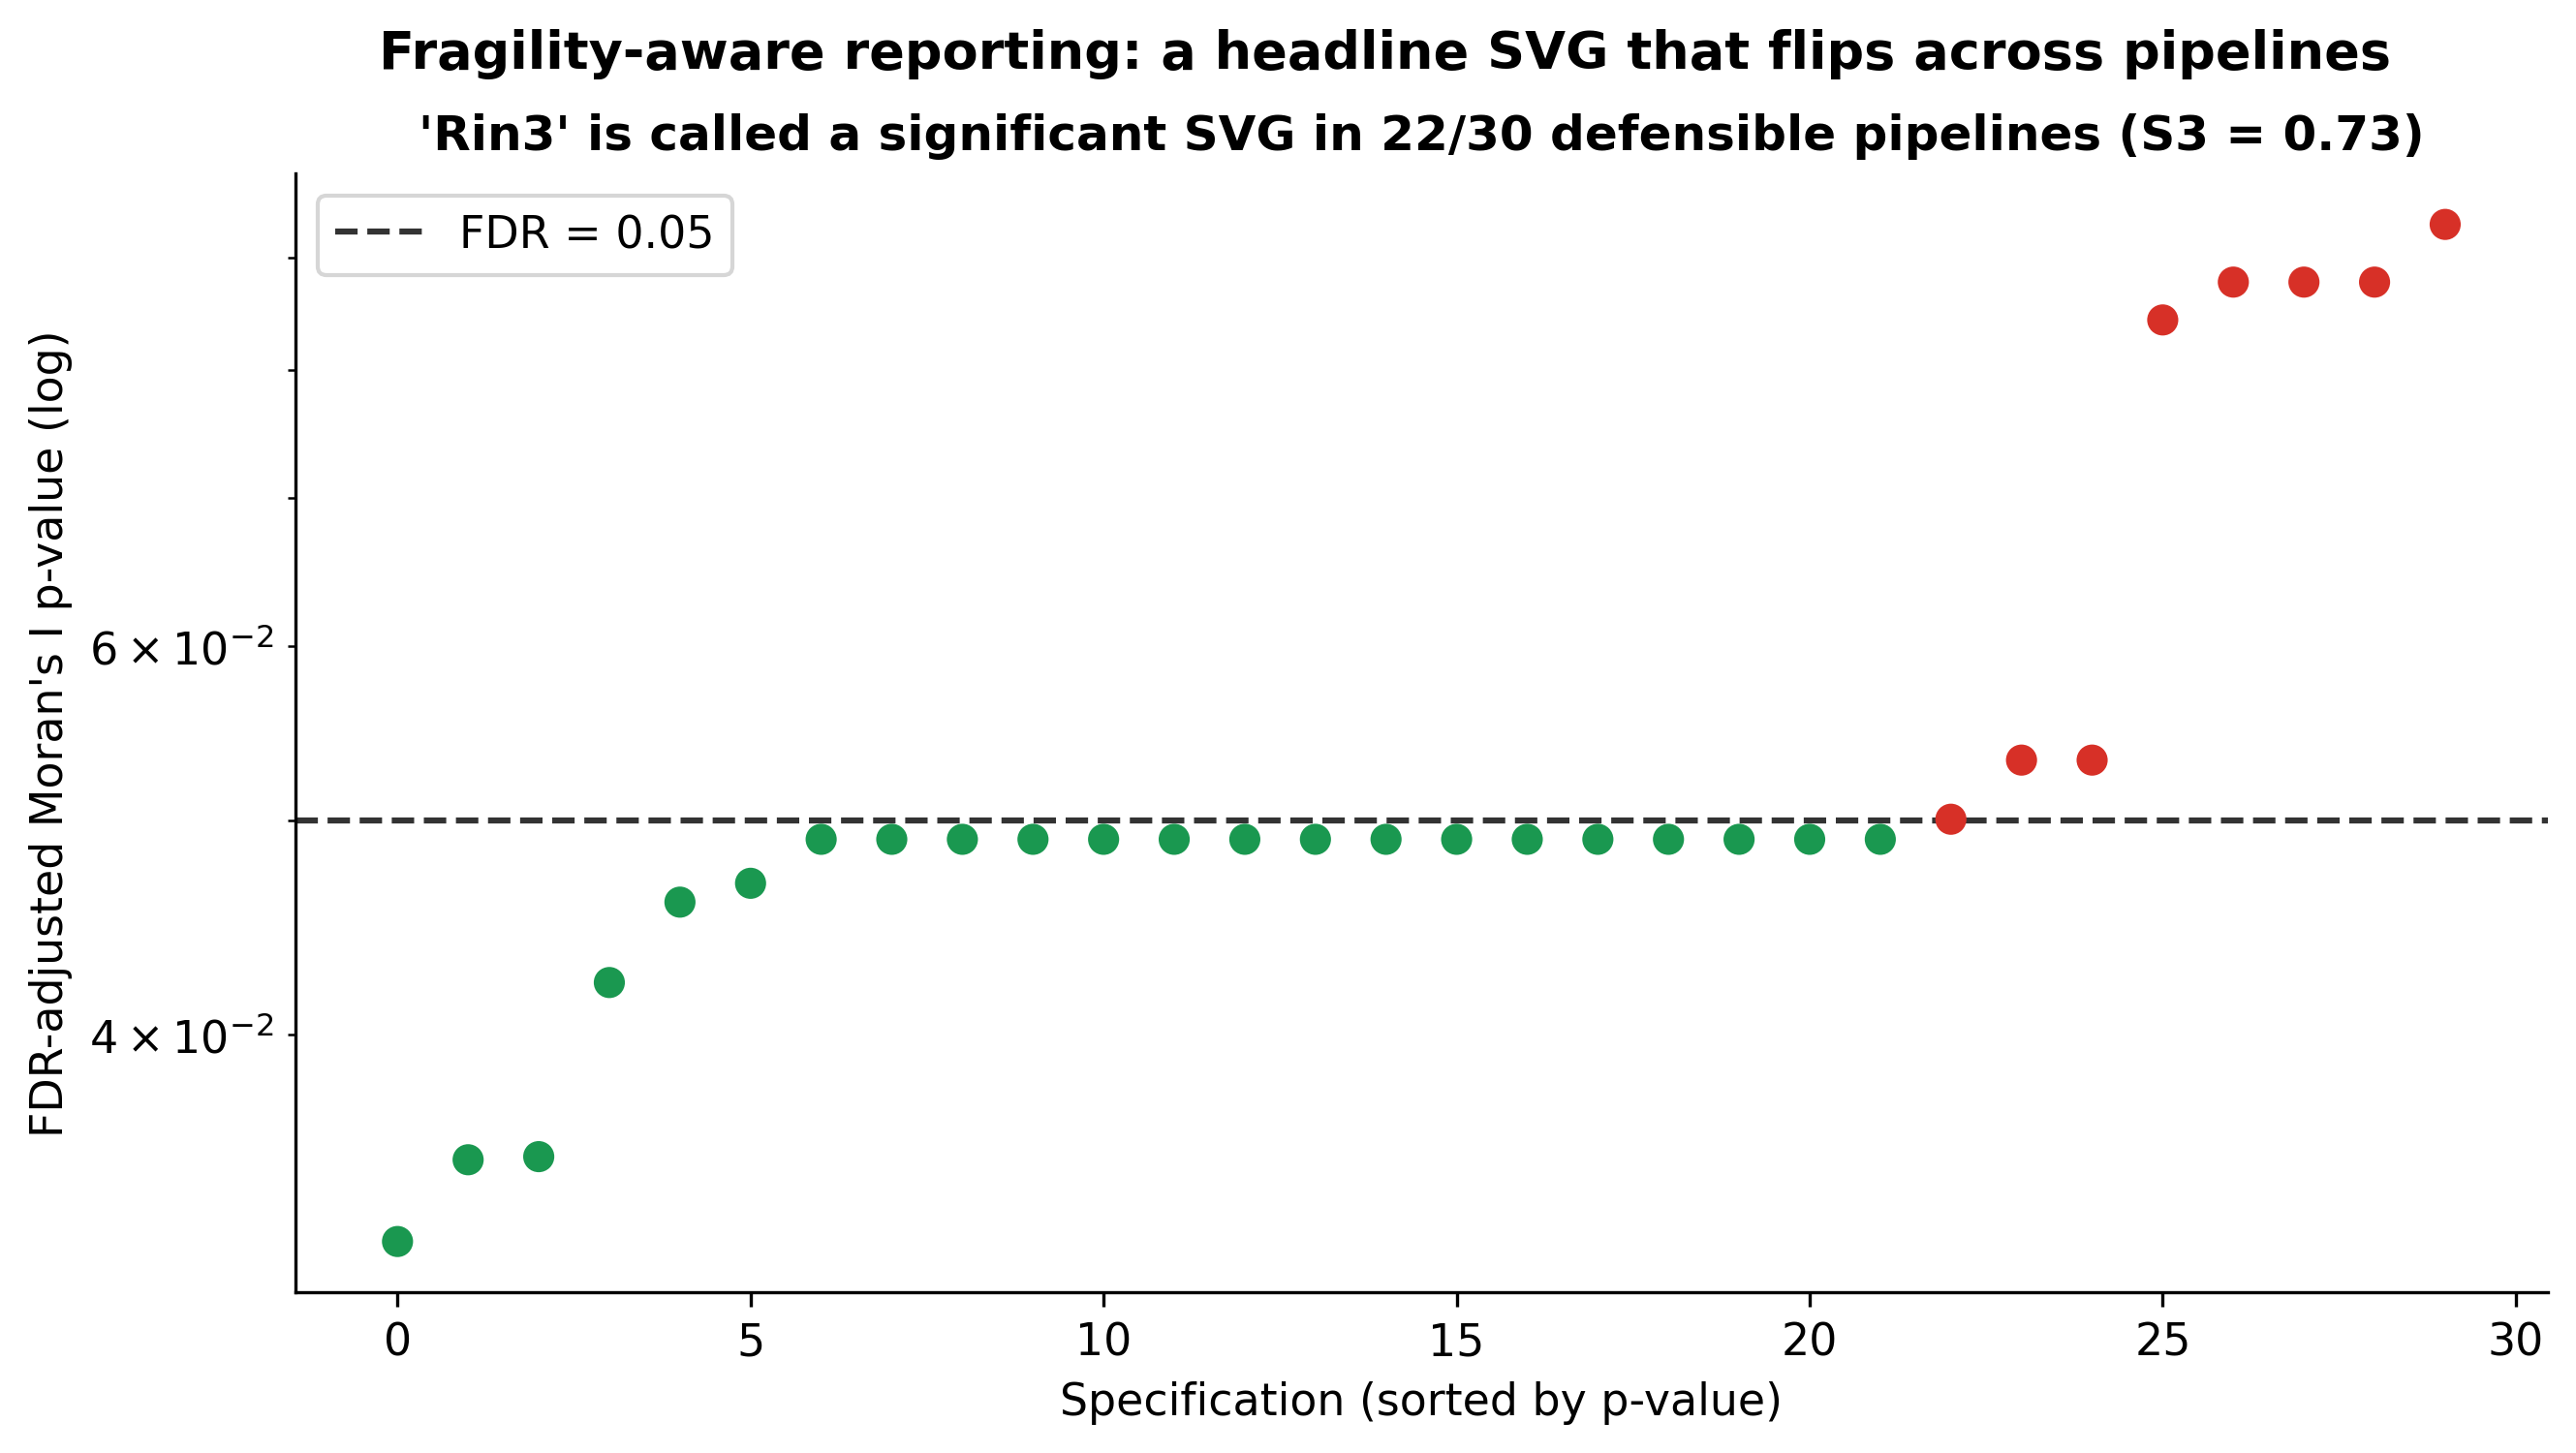 Fragility-aware reporting: a headline SVG that flips across pipelines
'Rin3' is called a significant SVG in 22/30 defensible pipelines (S3 = 0.73)
FDR = 0.05
FDR-adjusted Moran's I p-value (log)
6 × 10⁻²
4 × 10⁻²
0 5 10 15 20 25 30
Specification (sorted by p-value)